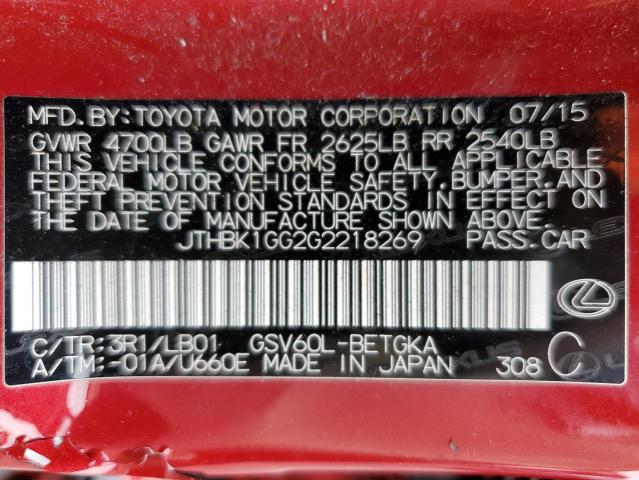 MFD. BY: TOYOTA MOTOR CORPORATION 07/15
GVWR 4700LB GAWR FR 2625LB RR 2540LB
THIS VEHICLE CONFORMS TO ALL APPLICABLE
FEDERAL MOTOR VEHICLE SAFETY, BUMPER, AND
THEFT PREVENTION STANDARDS IN EFFECT ON
THE DATE OF MANUFACTURE SHOWN ABOVE.
JTHBK1GG2G2218269 PASS. CAR
C/TR: 3R1/LB01 GSV60L-BETGKA
A/TM: -01A/U660E MADE IN JAPAN 308 C
LEXUS